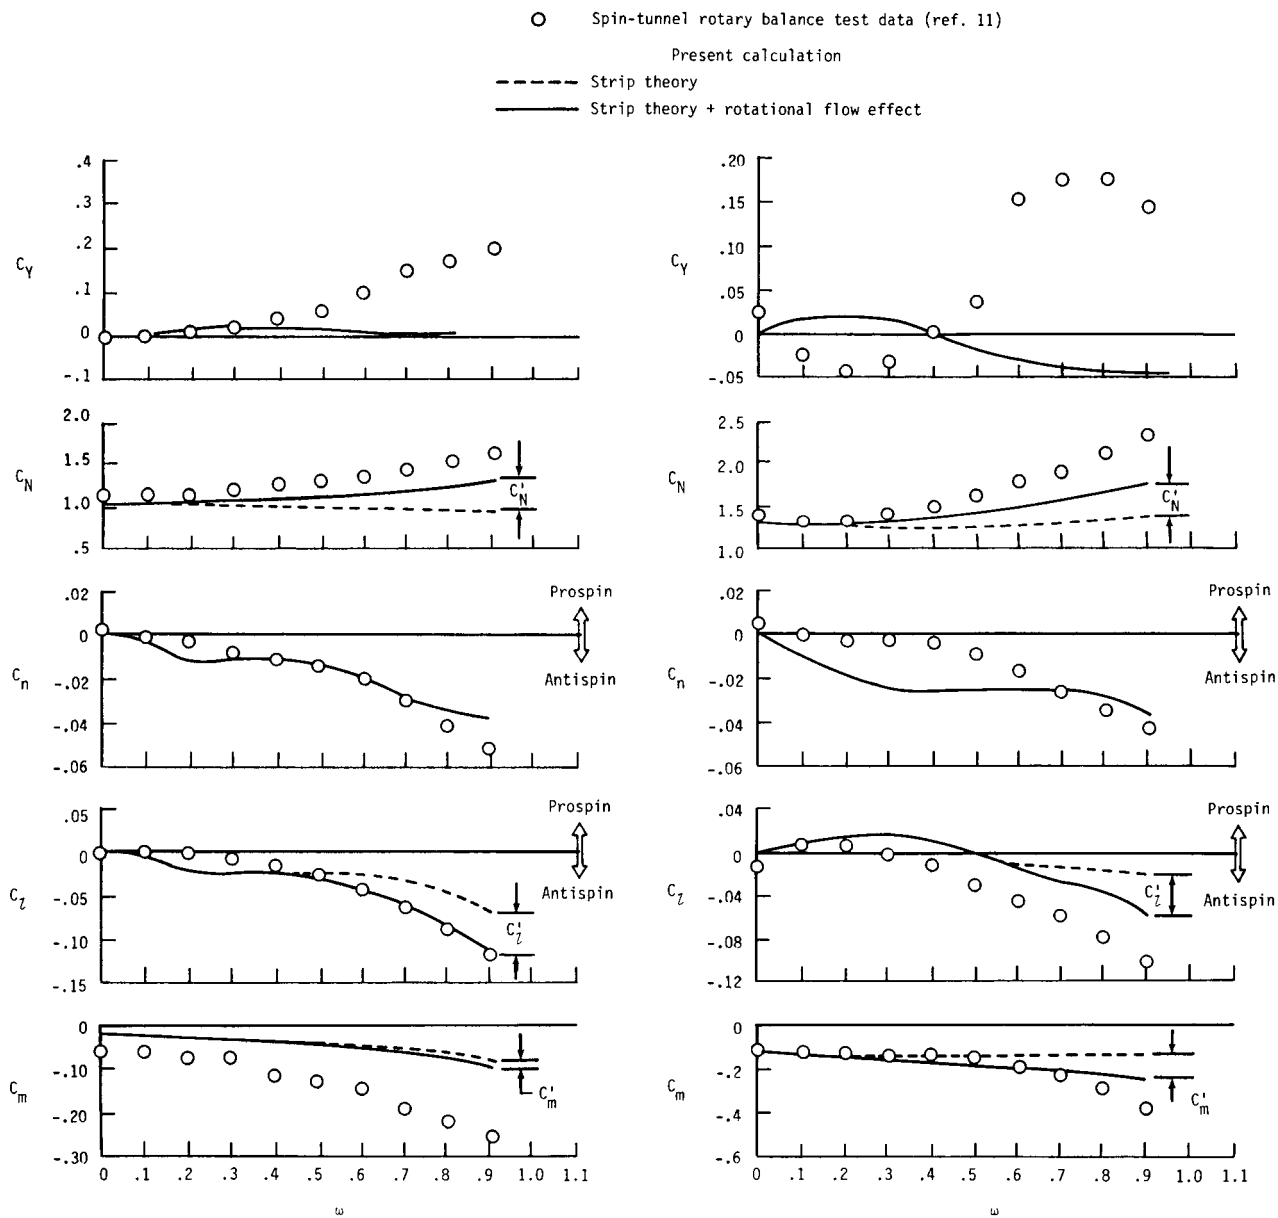 Spin-tunnel rotary balance test data (ref. 11)
Present calculation
Strip theory
Strip theory + rotational flow effect
.4
.3
.2
.1
0
-.1
C_Y
.20
.15
.10
.05
0
-.05
C_Y
2.0
1.5
1.0
.5
C_N
C'_N
2.5
2.0
1.5
1.0
C_N
C'_N
.02
0
-.02
-.04
-.06
C_n
Prospin
Antispin
.02
0
-.02
-.04
-.06
C_n
Prospin
Antispin
.05
0
-.05
-.10
-.15
C_l
C'_l
Prospin
Antispin
.04
0
-.04
-.08
-.12
C_l
C'_l
Prospin
Antispin
0
-.10
-.20
-.30
C_m
C'_m
0 .1 .2 .3 .4 .5 .6 .7 .8 .9 1.0 1.1
ω
0
-.2
-.4
-.6
C_m
C'_m
0 .1 .2 .3 .4 .5 .6 .7 .8 .9 1.0 1.1
ω